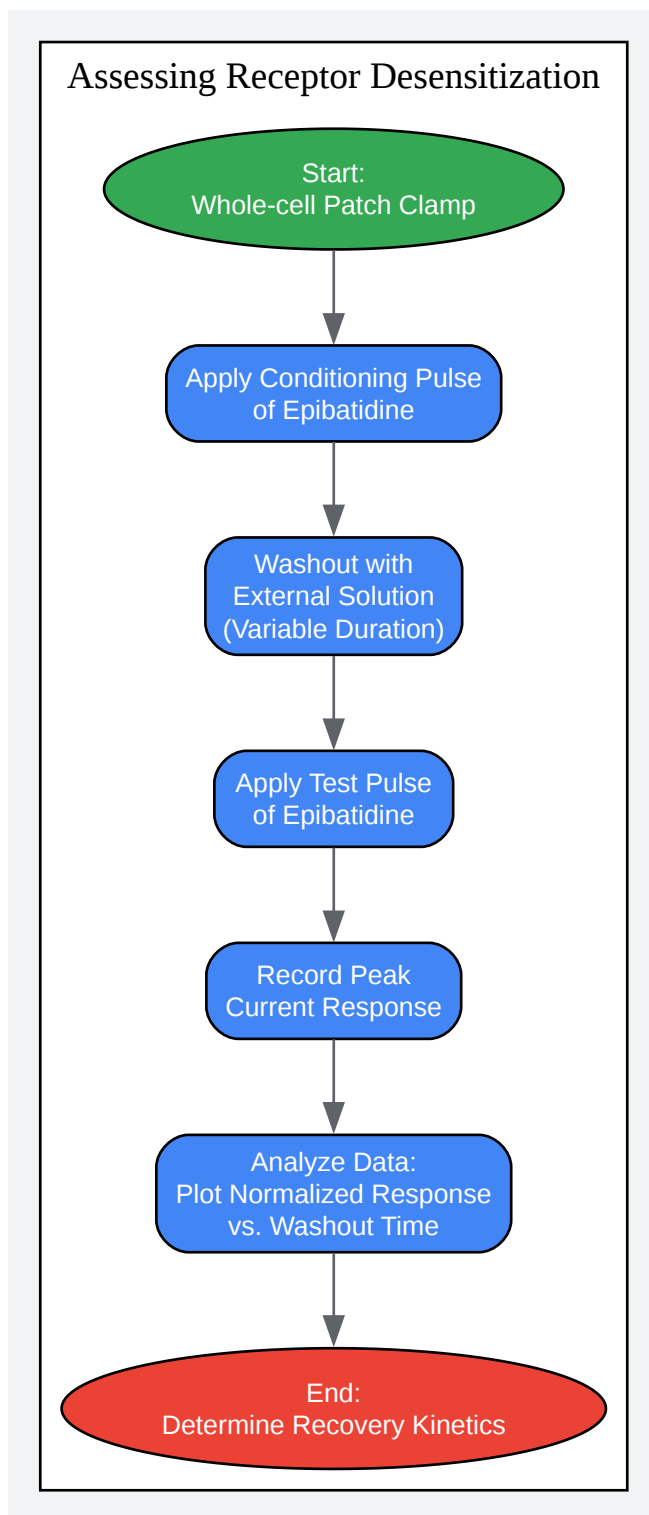 Assessing Receptor Desensitization
Start:
Whole-cell Patch Clamp
Apply Conditioning Pulse
of Epibatidine
Washout with
External Solution
(Variable Duration)
Apply Test Pulse
of Epibatidine
Record Peak
Current Response
Analyze Data:
Plot Normalized Response
vs. Washout Time
End:
Determine Recovery Kinetics